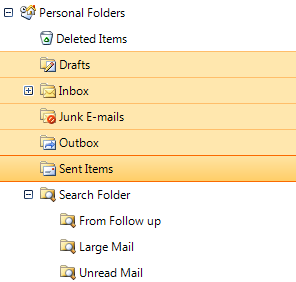 Personal Folders
Deleted Items
Drafts
Inbox
Junk E-mails
Outbox
Sent Items
Search Folder
From Follow up
Large Mail
Unread Mail